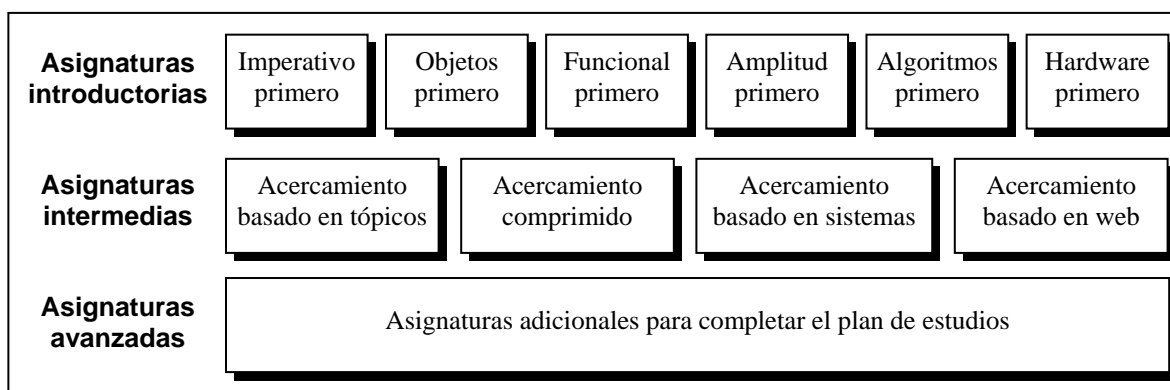 Asignaturas
introductorias
Imperativo
primero
Objetos
primero
Funcional
primero
Amplitud
primero
Algoritmos
primero
Hardware
primero
Asignaturas
intermedias
Acercamiento
basado en tópicos
Acercamiento
comprimido
Acercamiento
basado en sistemas
Acercamiento
basado en web
Asignaturas
avanzadas
Asignaturas adicionales para completar el plan de estudios